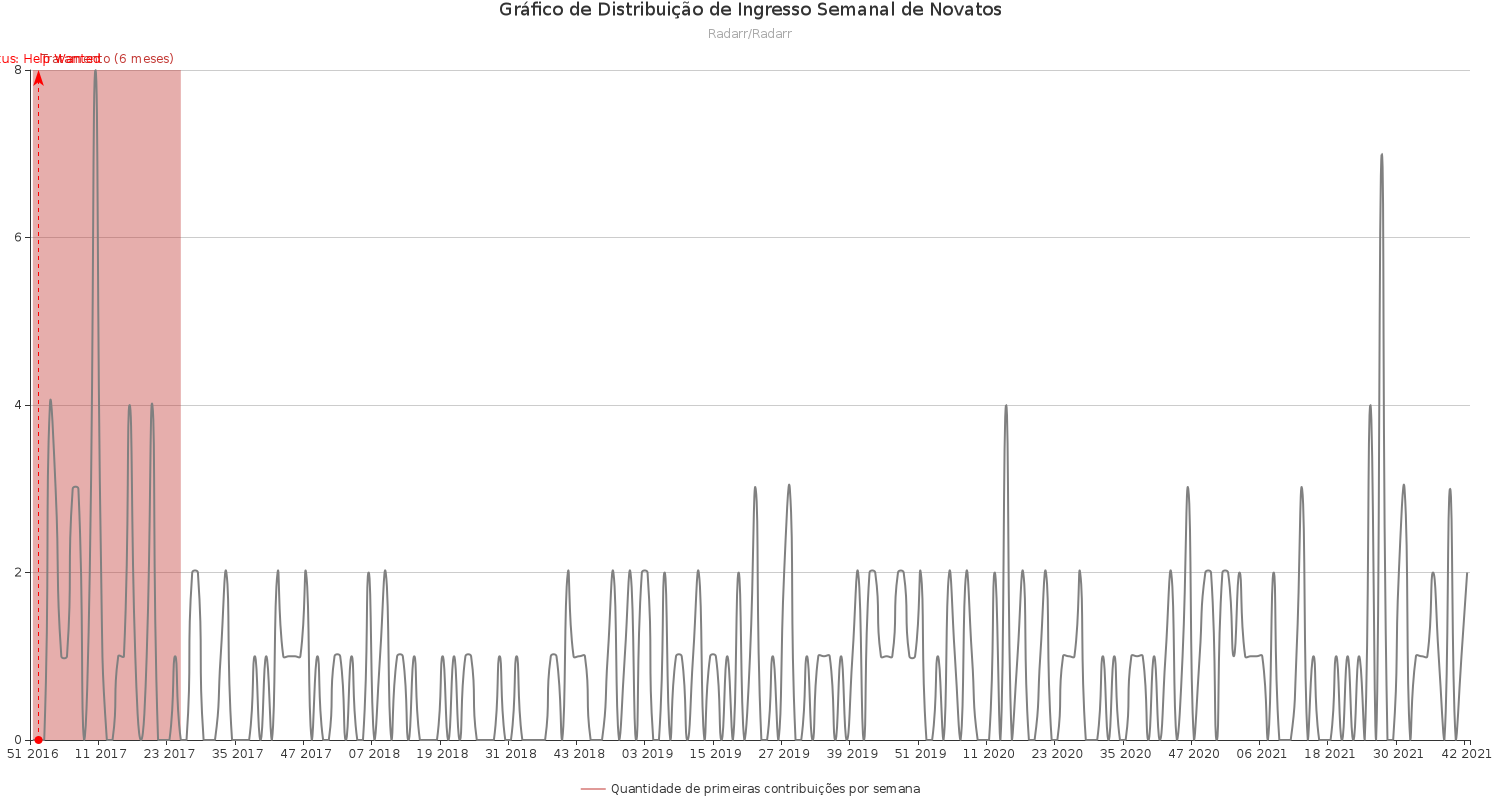 Gráfico de Distribuição de Ingresso Semanal de Novatos
Radarr/Radarr
tus: Help Wanted
Tratamento (6 meses)
8
6
4
2
0
51 2016 11 2017 23 2017 35 2017 47 2017 07 2018 19 2018 31 2018 43 2018 03 2019 15 2019 27 2019 39 2019 51 2019 11 2020 23 2020 35 2020 47 2020 06 2021 18 2021 30 2021 42 2021
Quantidade de primeiras contribuições por semana